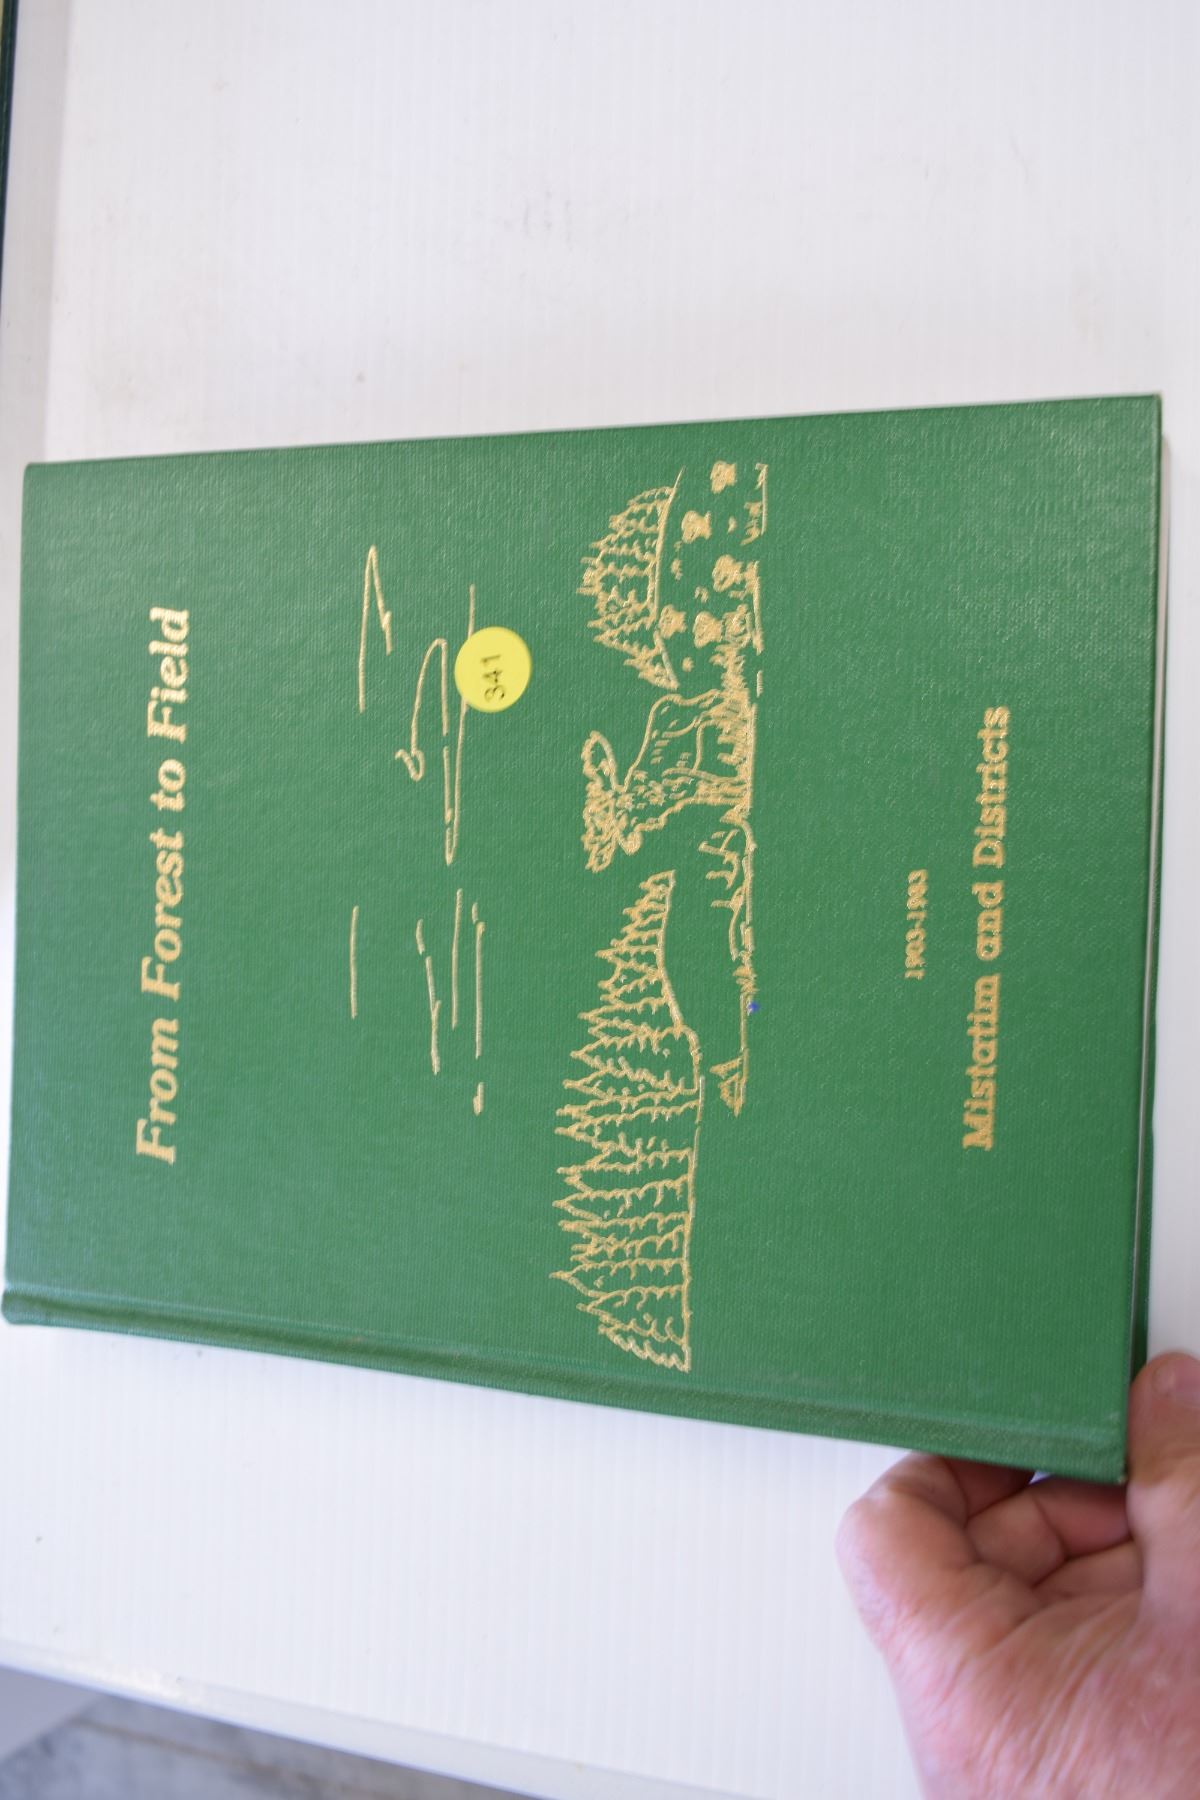 From Forest to Field
341
1903-1983
Mistatim and Districts